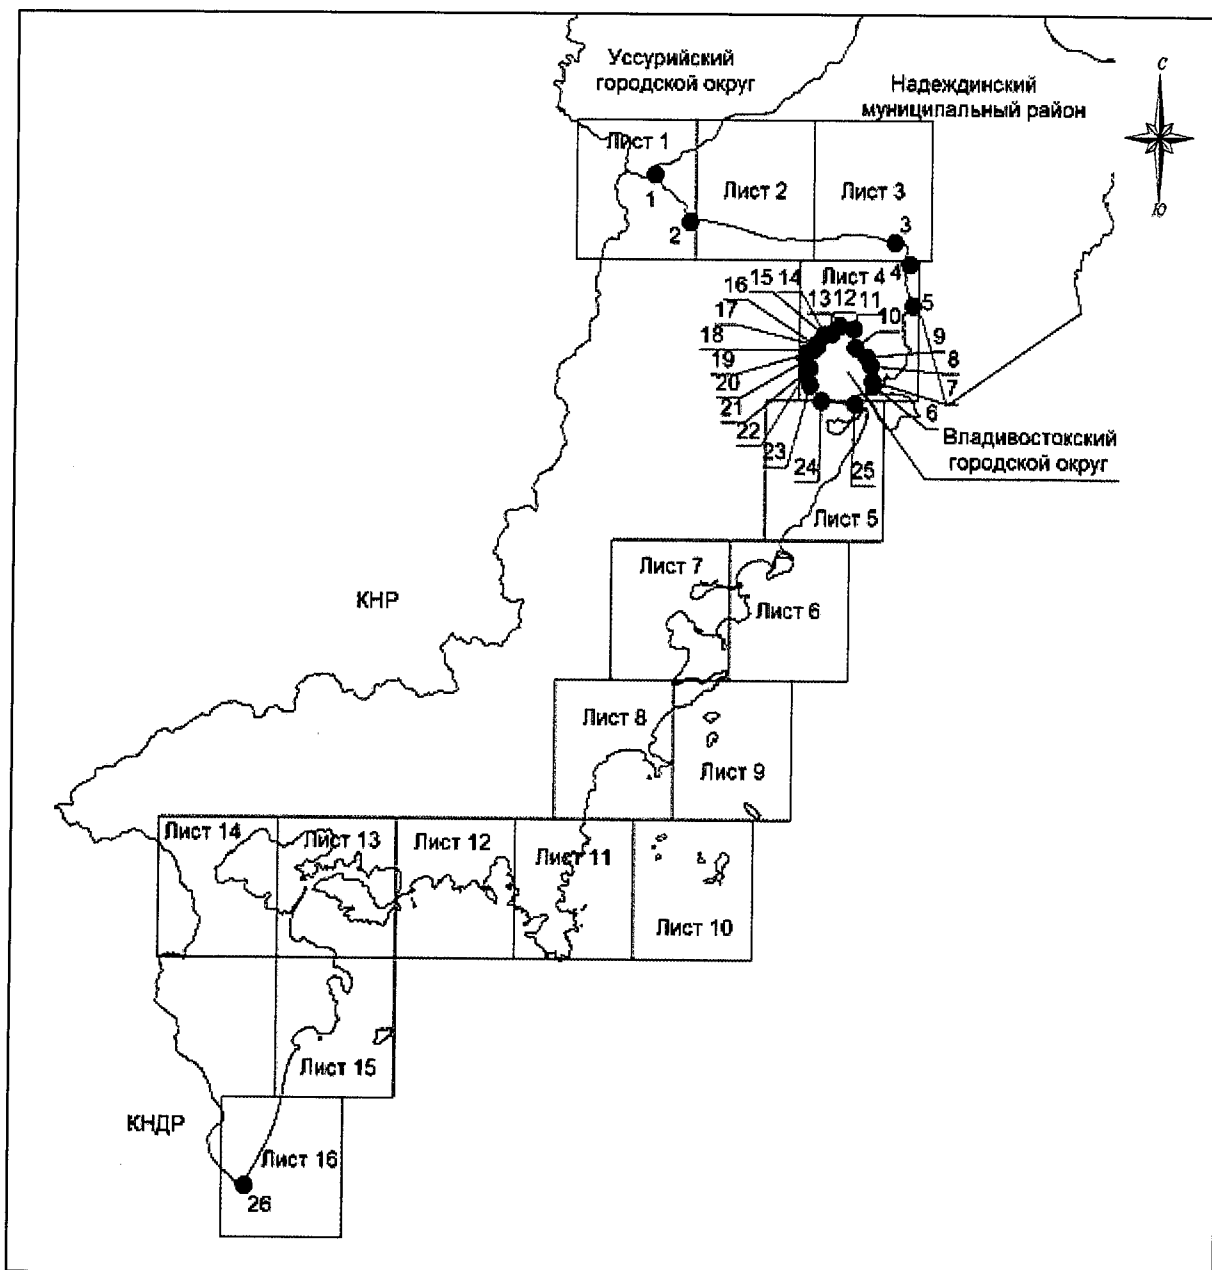 Уссурийский
городской округ
Надеждинский
муниципальный район
С
Ю
Лист 1
Лист 2
Лист 3
1
2
3
4
Лист 4
5
16
15
14
13
12
11
10
17
18
9
19
8
20
7
21
6
22
23
24
25
Владивостокский
городской округ
Лист 5
Лист 7
Лист 6
КНР
Лист 8
Лист 9
Лист 14
Лист 13
Лист 12
Лист 11
Лист 10
Лист 15
КНДР
Лист 16
26